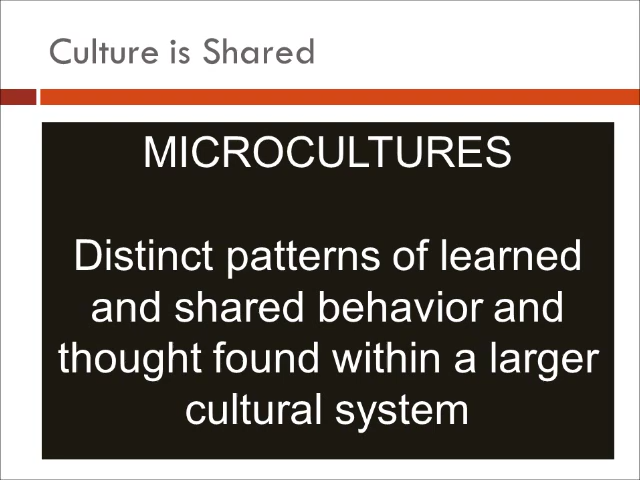 Culture is Shared
MICROCULTURES
Distinct patterns of learned
and shared behavior and
thought found within a larger
cultural system